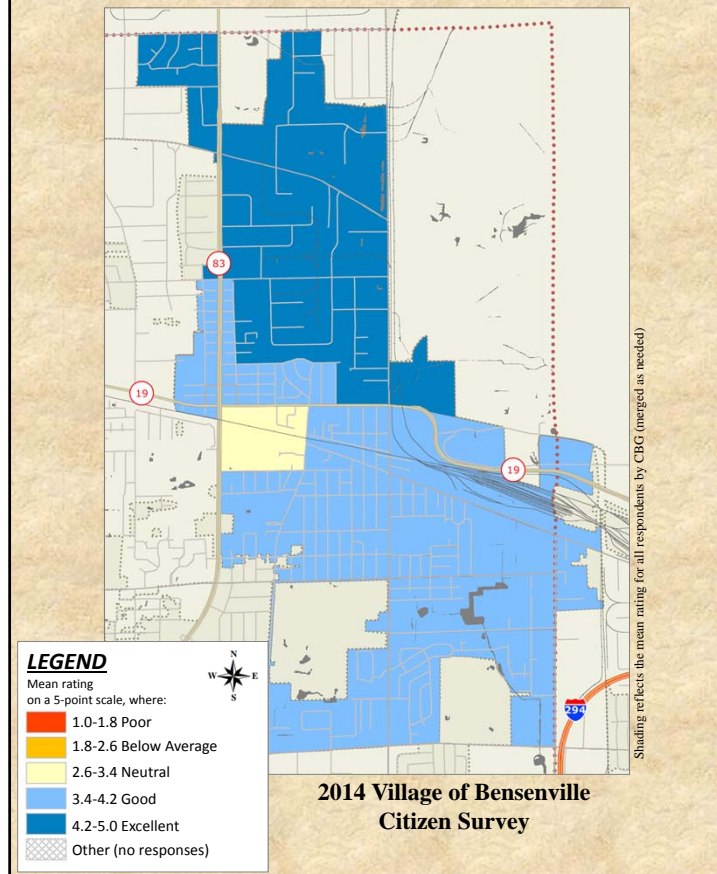 83
19
19
294
Shading reflects the mean rating for all respondents by CBG (merged as needed)
LEGEND
Mean rating
on a 5-point scale, where:
N
W E
S
1.0-1.8 Poor
1.8-2.6 Below Average
2.6-3.4 Neutral
3.4-4.2 Good
4.2-5.0 Excellent
Other (no responses)
2014 Village of Bensenville
Citizen Survey